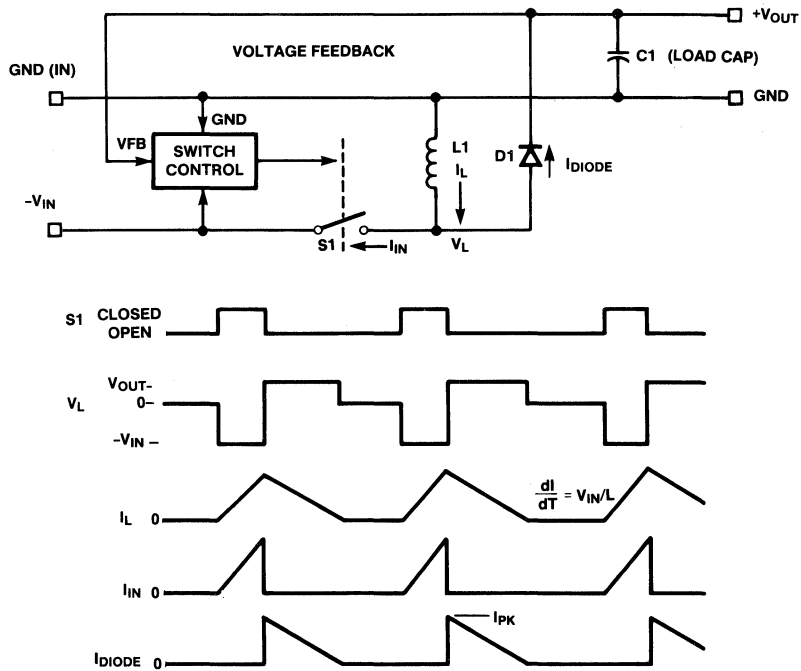 +VOUT
VOLTAGE FEEDBACK
C1 (LOAD CAP)
GND (IN)
GND
GND
VFB
SWITCH
CONTROL
L1
IL
D1
IDIODE
–VIN
S1
IIN
VL
S1 CLOSED
OPEN
VOUT–
VL 0–
–VIN –
dI
dT = VIN/L
IL 0
IIN 0
IPK
IDIODE 0